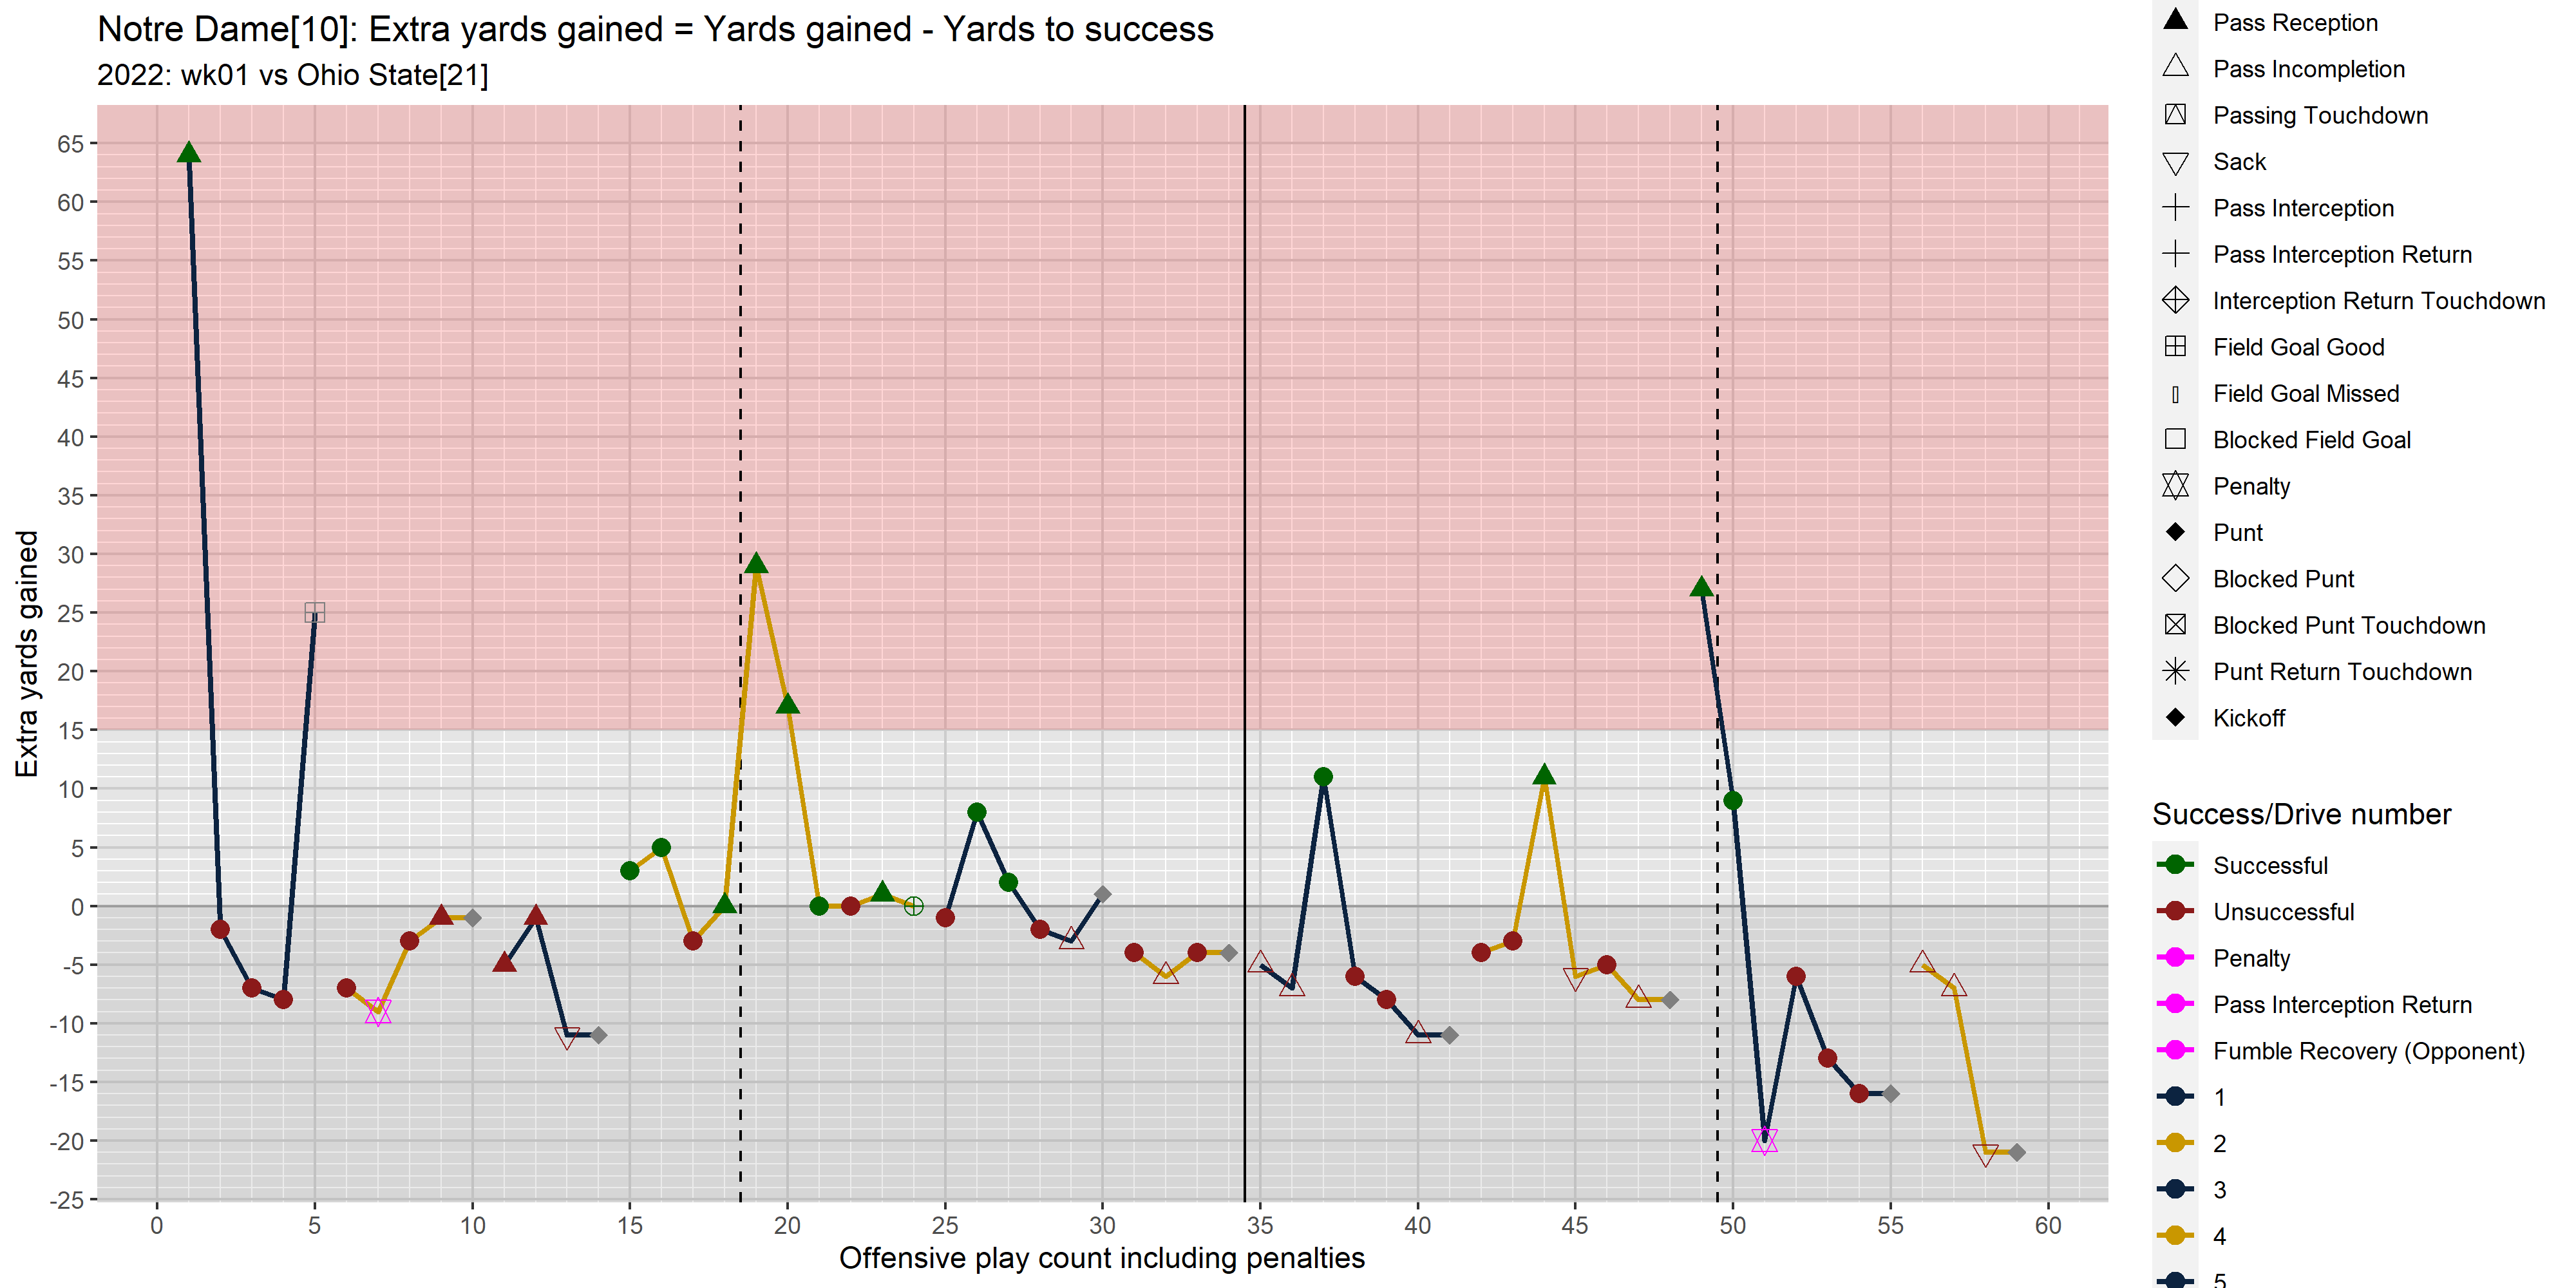 Notre Dame[10]: Extra yards gained = Yards gained - Yards to success
2022: wk01 vs Ohio State[21]
Extra yards gained
65
60
55
50
45
40
35
30
25
20
15
10
5
0
-5
-10
-15
-20
-25
0 5 10 15 20 25 30 35 40 45 50 55 60
Offensive play count including penalties
Pass Reception
Pass Incompletion
Passing Touchdown
Sack
Pass Interception
Pass Interception Return
Interception Return Touchdown
Field Goal Good
Field Goal Missed
Blocked Field Goal
Penalty
Punt
Blocked Punt
Blocked Punt Touchdown
Punt Return Touchdown
Kickoff
Success/Drive number
Successful
Unsuccessful
Penalty
Pass Interception Return
Fumble Recovery (Opponent)
1
2
3
4
5